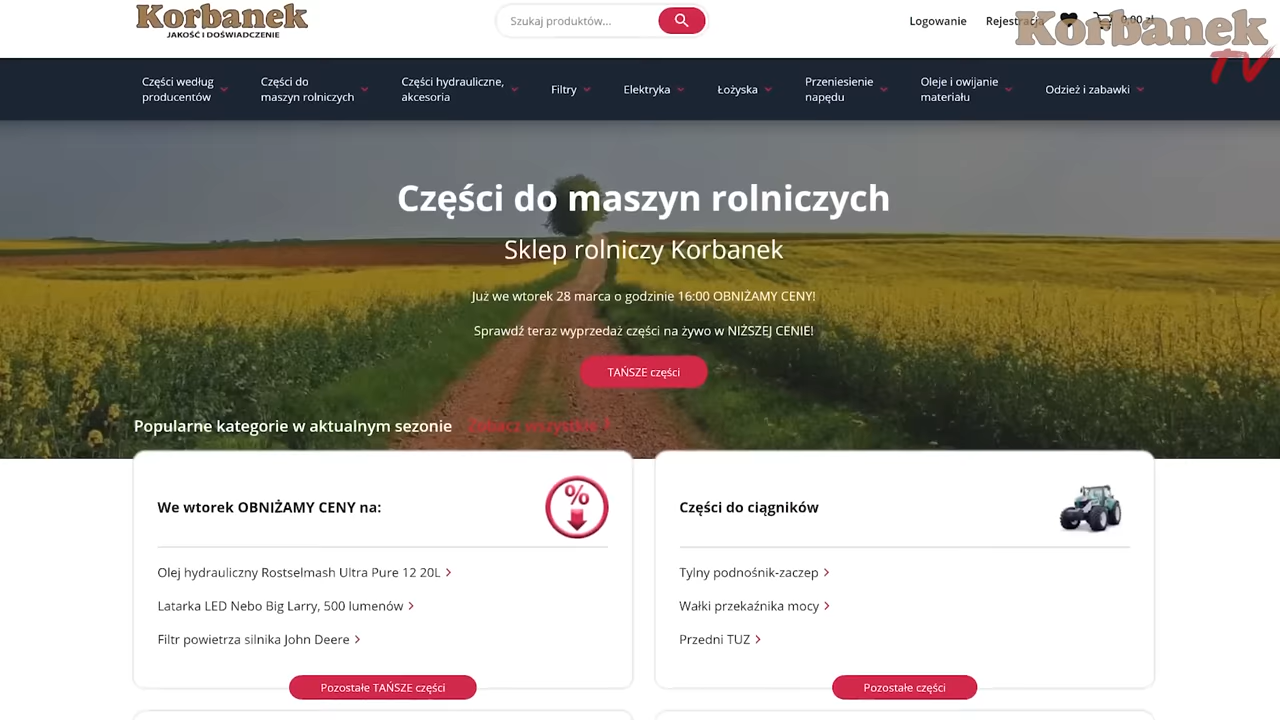 Korbanek
JAKOŚĆ I DOŚWIADCZENIE
Szukaj produktów...
Logowanie
Rejestracja
0,00 zł
Korbanek
TV
Części według
producentów
Części do
maszyn rolniczych
Części hydrauliczne,
akcesoria
Filtry
Elektryka
Łożyska
Przeniesienie
napędu
Oleje i owijanie
materiału
Odzież i zabawki
Części do maszyn rolniczych
Sklep rolniczy Korbanek
Już we wtorek 28 marca o godzinie 16:00 OBNIŻAMY CENY!
Sprawdź teraz wyprzedaż części na żywo w NIŻSZEJ CENIE!
TAŃSZE części
Popularne kategorie w aktualnym sezonie
Zobacz wszystkie
We wtorek OBNIŻAMY CENY na:
%
Olej hydrauliczny Rostselmash Ultra Pure 12 20L
Latarka LED Nebo Big Larry, 500 lumenów
Filtr powietrza silnika John Deere
Pozostałe TAŃSZE części
Części do ciągników
Tylny podnośnik-zaczep
Wałki przekaźnika mocy
Przedni TUZ
Pozostałe części